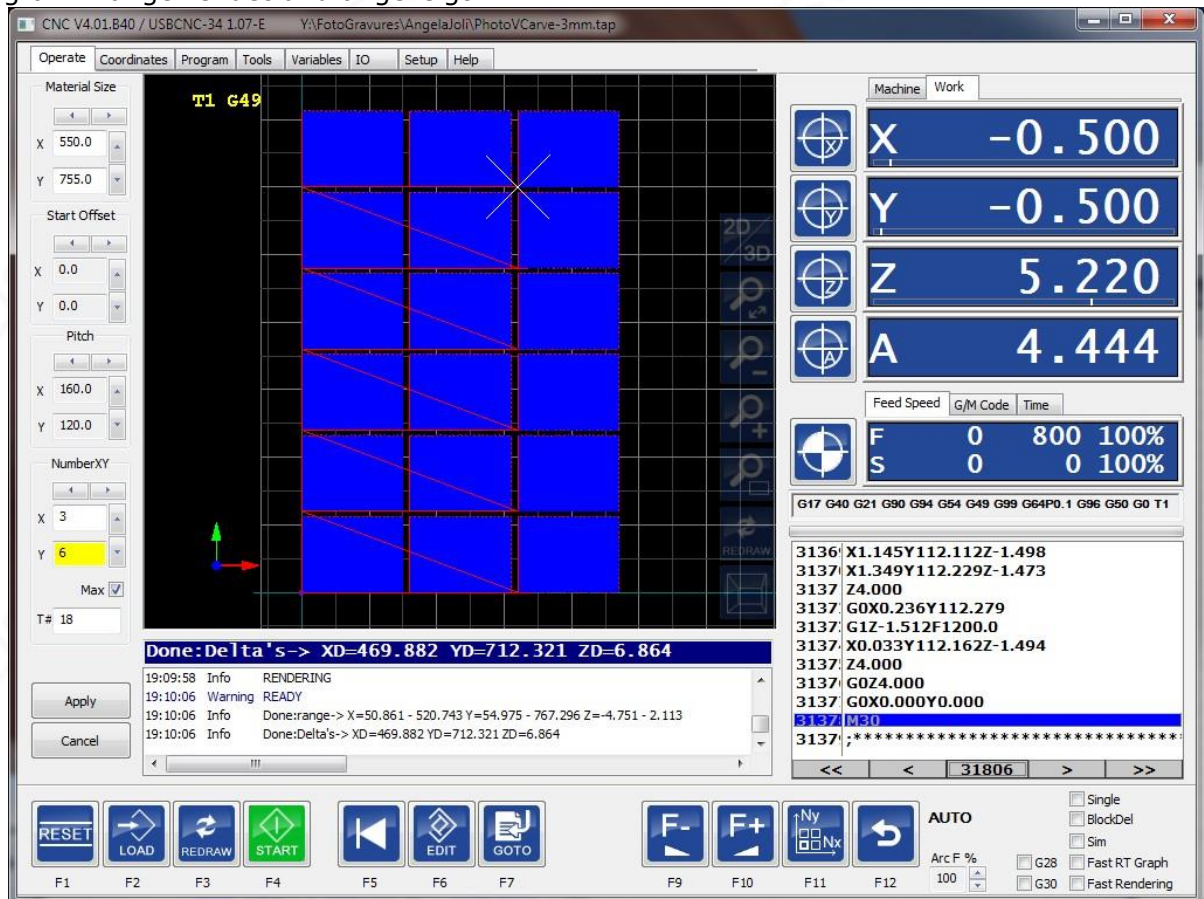 CNC V4.01.B40 / USBCNC-34 1.07-E Y:\FotoGravures\AngelaJoli\PhotoVCarve-3mm.tap
Operate Coordinates Program Tools Variables IO Setup Help
Material Size
X 550.0
Y 755.0
Start Offset
X 0.0
Y 0.0
Pitch
X 160.0
Y 120.0
NumberXY
X 3
Y 6
Max
T# 18
Apply
Cancel
T1 G49
2D/3D
REDRAW
Done:Delta's-> XD=469.882 YD=712.321 ZD=6.864
19:09:58 Info RENDERING
19:10:06 Warning READY
19:10:06 Info Done:range-> X=50.861 - 520.743 Y=54.975 - 767.296 Z=-4.751 - 2.113
19:10:06 Info Done:Delta's-> XD=469.882 YD=712.321 ZD=6.864
Machine Work
X -0.500
Y -0.500
Z 5.220
A 4.444
Feed Speed G/M Code Time
F 0 800 100%
S 0 0 100%
G17 G40 G21 G90 G94 G54 G49 G99 G64P0.1 G96 G50 G0 T1
X1.145Y112.112Z-1.498
X1.349Y112.229Z-1.473
Z4.000
G0X0.236Y112.279
G1Z-1.512F1200.0
X0.033Y112.162Z-1.494
Z4.000
G0Z4.000
G0X0.000Y0.000
M30
;*******************************
<< < 31806 > >>
RESET LOAD REDRAW START EDIT GOTO F- F+ Ny Nx
F1 F2 F3 F4 F5 F6 F7 F9 F10 F11 F12
AUTO
Arc F %
100
G28
G30
Single
BlockDel
Sim
Fast RT Graph
Fast Rendering